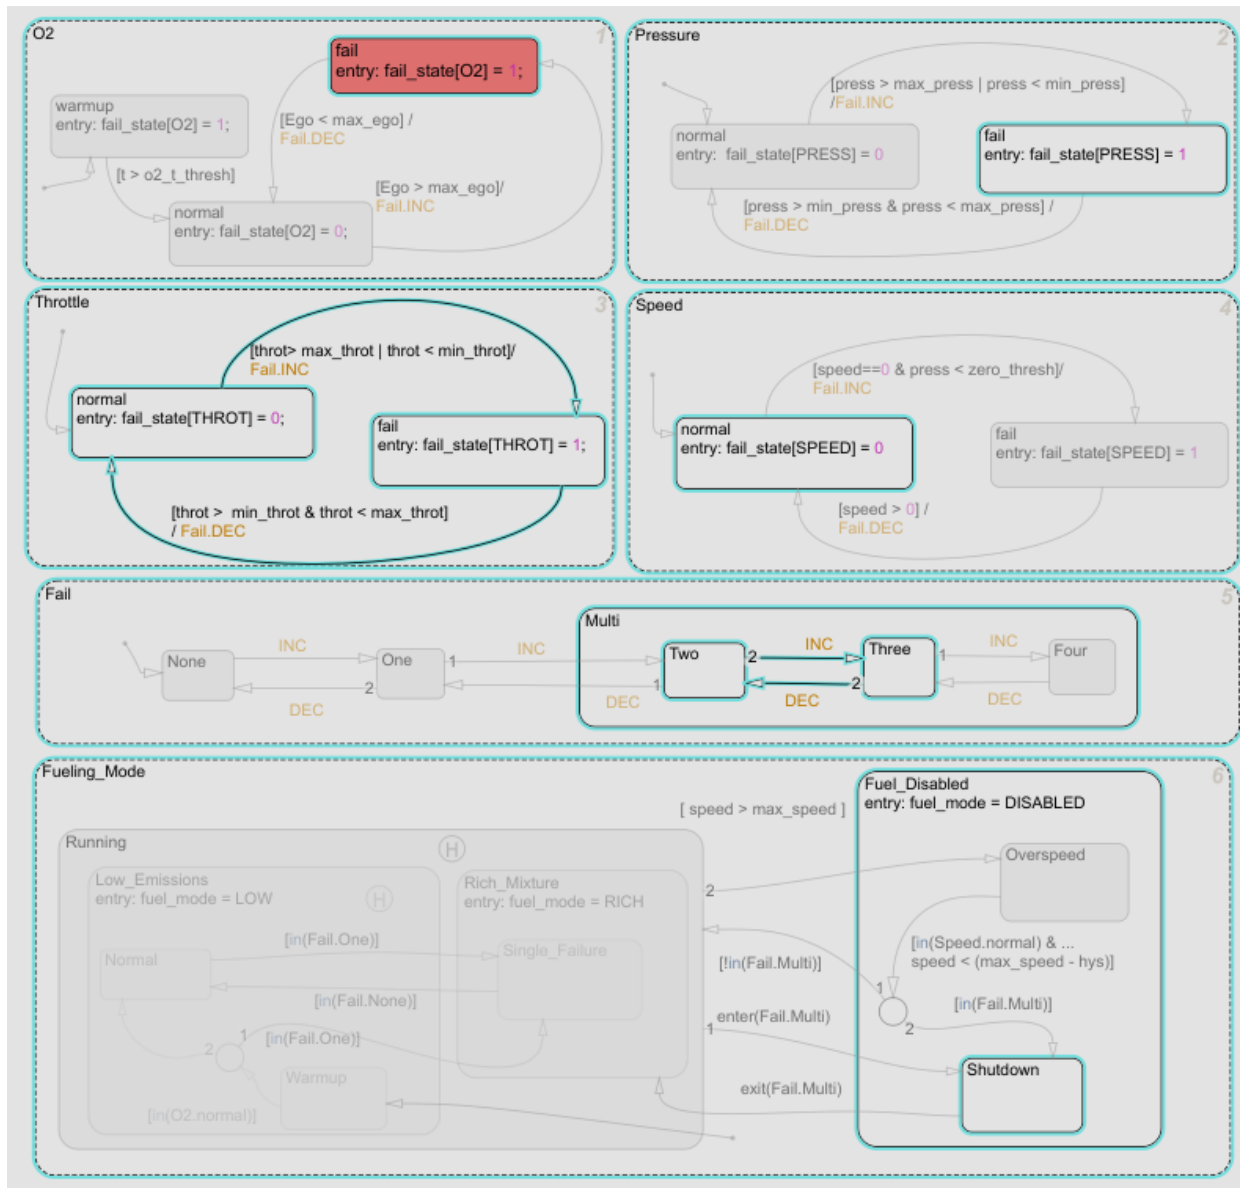 O2
1
fail
entry: fail_state[O2] = 1;
warmup
entry: fail_state[O2] = 1;
[Ego < max_ego] /
Fail.DEC
[t > o2_t_thresh]
[Ego > max_ego]/
Fail.INC
normal
entry: fail_state[O2] = 0;
Pressure
2
[press > max_press | press < min_press]
/Fail.INC
normal
entry: fail_state[PRESS] = 0
fail
entry: fail_state[PRESS] = 1
[press > min_press & press < max_press] /
Fail.DEC
Throttle
3
[throt> max_throt | throt < min_throt]/
Fail.INC
normal
entry: fail_state[THROT] = 0;
fail
entry: fail_state[THROT] = 1;
[throt > min_throt & throt < max_throt]
/ Fail.DEC
Speed
4
[speed==0 & press < zero_thresh]/
Fail.INC
normal
entry: fail_state[SPEED] = 0
fail
entry: fail_state[SPEED] = 1
[speed > 0] /
Fail.DEC
Fail
5
Multi
None
INC
DEC
One
1
2
INC
DEC
Two
2
1
INC
DEC
Three
1
2
INC
DEC
Four
Fueling_Mode
6
[ speed > max_speed ]
Running
H
Low_Emissions
entry: fuel_mode = LOW
H
Rich_Mixture
entry: fuel_mode = RICH
[in(Fail.One)]
Normal
Single_Failure
[in(Fail.None)]
1
[in(Fail.One)]
2
Warmup
[in(O2.normal)]
2
[!in(Fail.Multi)]
1
enter(Fail.Multi)
exit(Fail.Multi)
Fuel_Disabled
entry: fuel_mode = DISABLED
Overspeed
[in(Speed.normal) & ...
speed < (max_speed - hys)]
1
[in(Fail.Multi)]
2
Shutdown